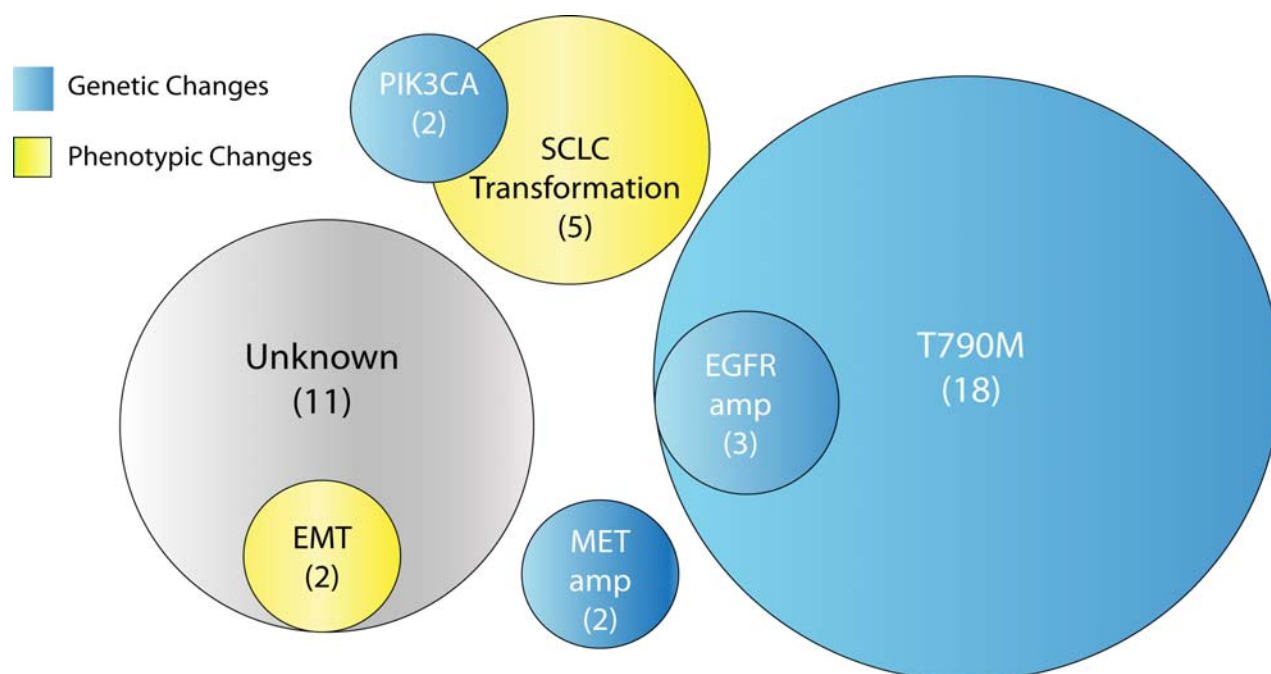 Genetic Changes
Phenotypic Changes
PIK3CA
(2)
SCLC
Transformation
(5)
Unknown
(11)
EMT
(2)
EGFR
amp
(3)
T790M
(18)
MET
amp
(2)